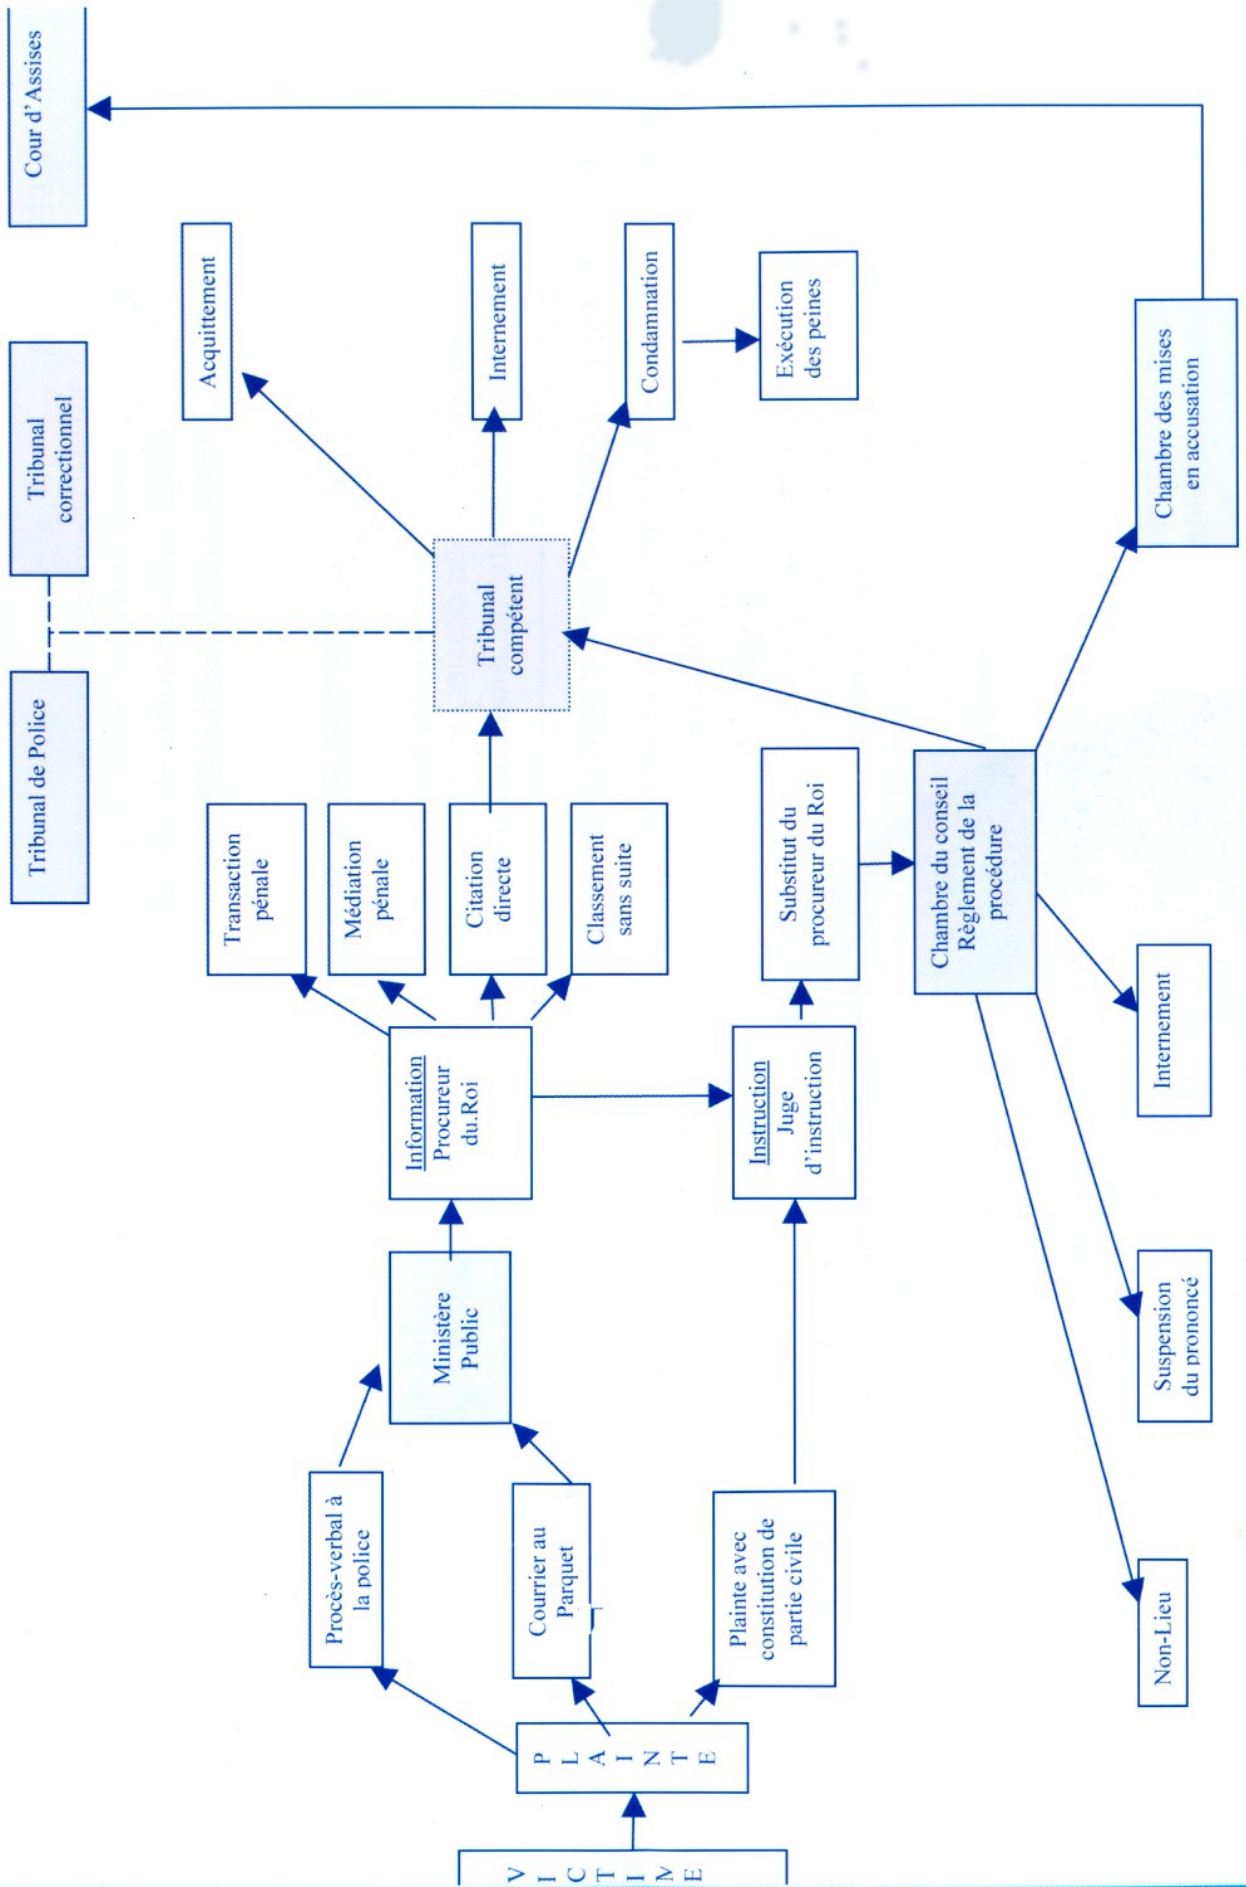 V
I
C
T
I
M
E
P
L
A
I
N
T
E
Procès-verbal à
la police
Courrier au
Parquet
Plainte avec
constitution de
partie civile
Ministère
Public
Information
Procureur
du.Roi
Instruction
Juge
d'instruction
Transaction
pénale
Médiation
pénale
Citation
directe
Classement
sans suite
Substitut du
procureur du Roi
Chambre du conseil
Règlement de la
procédure
Non-Lieu
Suspension
du prononcé
Internement
Chambre des mises
en accusation
Tribunal
compétent
Tribunal de Police
Tribunal
correctionnel
Cour d'Assises
Acquittement
Internement
Condamnation
Exécution
des peines